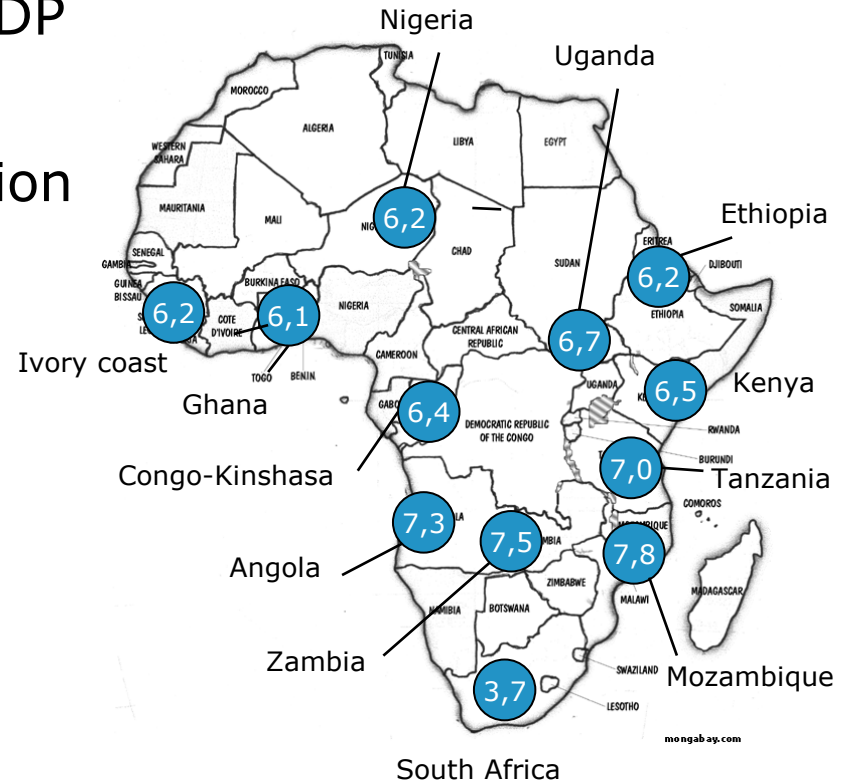 DP
Nigeria
Uganda
TUNISIA
MOROCCO
ALGERIA
LIBYA
EGYPT
WESTERN
SAHARA
ion
MAURITANIA
MALI
6,2
Ethiopia
CHAD
SUDAN
ERITREA
SENEGAL
GAMBIA
DJIBOUTI
6,2
GUINEA
BISSAU
BURKINA FASO
NIGERIA
SOMALIA
ETHIOPIA
6,2
COTE
D'IVOIRE
6,1
6,7
CENTRAL AFRICAN
REPUBLIC
CAMEROON
Ivory coast
TOGO
BENIN
UGANDA
6,5
Kenya
Ghana
6,4
DEMOCRATIC REPUBLIC
OF THE CONGO
RWANDA
BURUNDI
Congo-Kinshasa
7,0
Tanzania
COMOROS
7,3
7,5
7,8
Angola
ZIMBABWE
MALAWI
MADAGASCAR
NAMIBIA
BOTSWANA
Zambia
SWAZILAND
Mozambique
3,7
LESOTHO
mongabay.com
South Africa